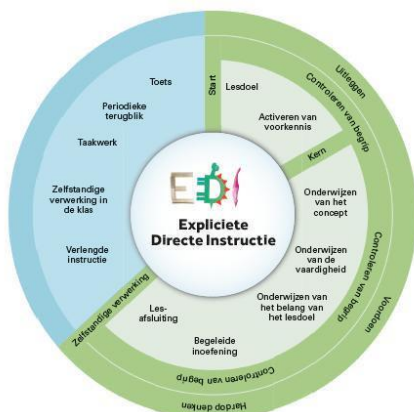 Start
Lesdoel
Activeren van
voorkennis
Uitleggen
Controleren van begrip
Kern
Onderwijzen
van het
concept
Onderwijzen
van de
vaardigheid
Onderwijzen van
het belang van
het lesdoel
Controleren van begrip
Voordoen
Begeleide
inoefening
Les-
afsluiting
Controleren van begrip
Hardop denken
Zelfstandige verwerking
Verlengde
instructie
Zelfstandige
verwerking in
de klas
Taakwerk
Periodieke
terugblik
Toets
EDI
Expliciete
Directe Instructie